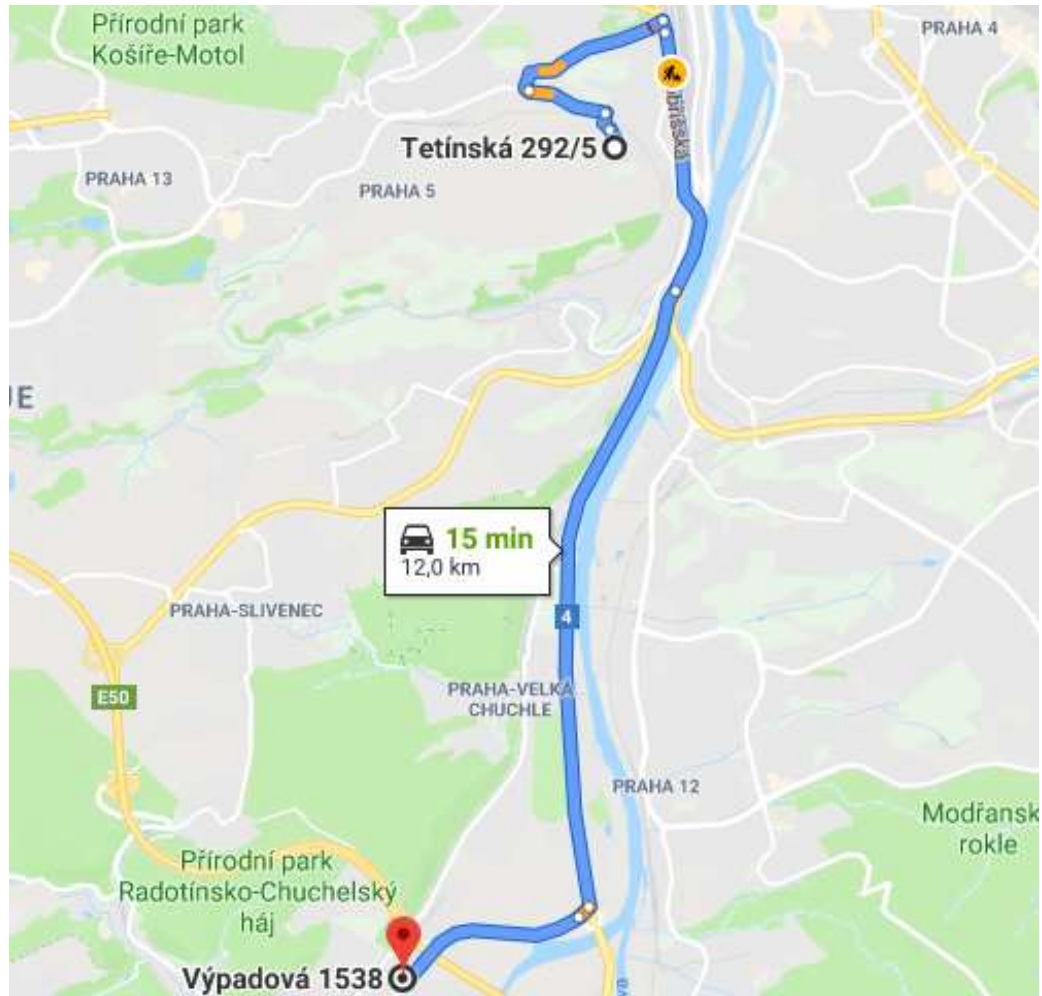 Přírodní park
Košíře-Motol
PRAHA 4
Tetínská 292/5
PRAHA 13
PRAHA 5
JE
15 min
12,0 km
PRAHA-SLIVENEC
4
E50
PRAHA-VELKÁ
CHUCHLE
PRAHA 12
Modřansk
rokle
Přírodní park
Radotínsko-Chuchelský
háj
Výpadová 1538